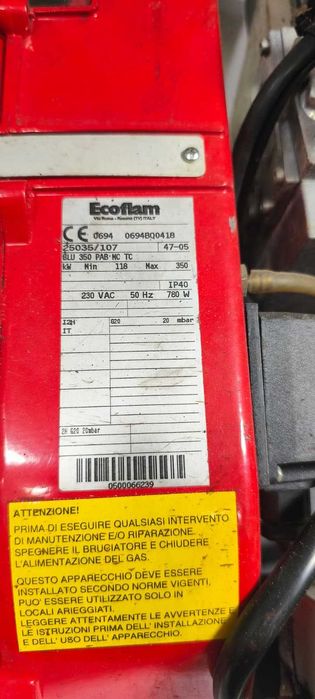 Ecoflam
Via Roma - Resana (TV) ITALY
CE 0694 0694BQ0418
25035/107 47-05
BLU 350 PAB-NC TC
kW Min 118 Max 350
IP40
230 VAC 50 Hz 780 W
I2H G20 20 mbar
IT
2H G20 20mbar
0500066239
ATTENZIONE!
PRIMA DI ESEGUIRE QUALSIASI INTERVENTO
DI MANUTENZIONE E/O RIPARAZIONE,
SPEGNERE IL BRUCIATORE E CHIUDERE
L'ALIMENTAZIONE DEL GAS.
QUESTO APPARECCHIO DEVE ESSERE
INSTALLATO SECONDO NORME VIGENTI,
PUO' ESSERE UTILIZZATO SOLO IN
LOCALI ARIEGGIATI.
LEGGERE ATTENTAMENTE LE AVVERTENZE E
LE ISTRUZIONI PRIMA DELL'INSTALLAZIONE
E DELL' USO DELL' APPARECCHIO.